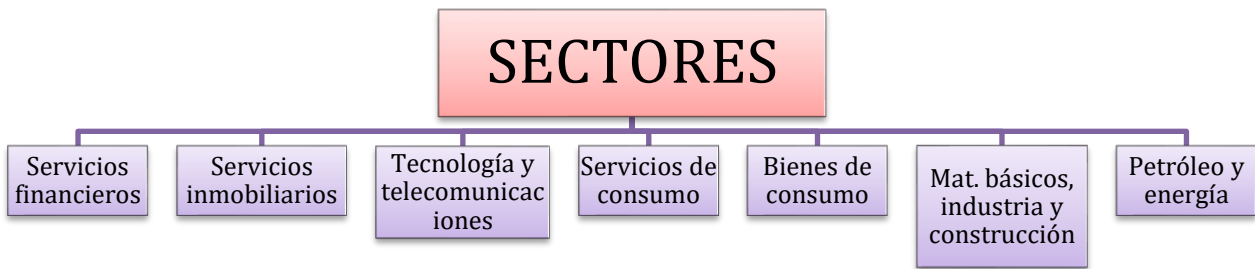 SECTORES
Servicios
financieros
Servicios
inmobiliarios
Tecnología y
telecomunicac
iones
Servicios de
consumo
Bienes de
consumo
Mat. básicos,
industria y
construcción
Petróleo y
energía